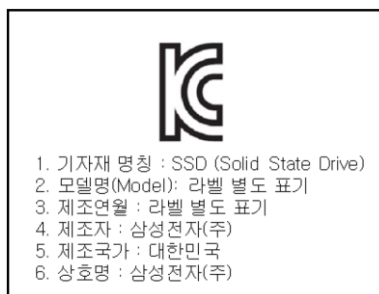 KC
1. 기자재 명칭 : SSD (Solid State Drive)
2. 모델명(Model): 라벨 별도 표기
3. 제조연월 : 라벨 별도 표기
4. 제조자 : 삼성전자(주)
5. 제조국가 : 대한민국
6. 상호명 : 삼성전자(주)